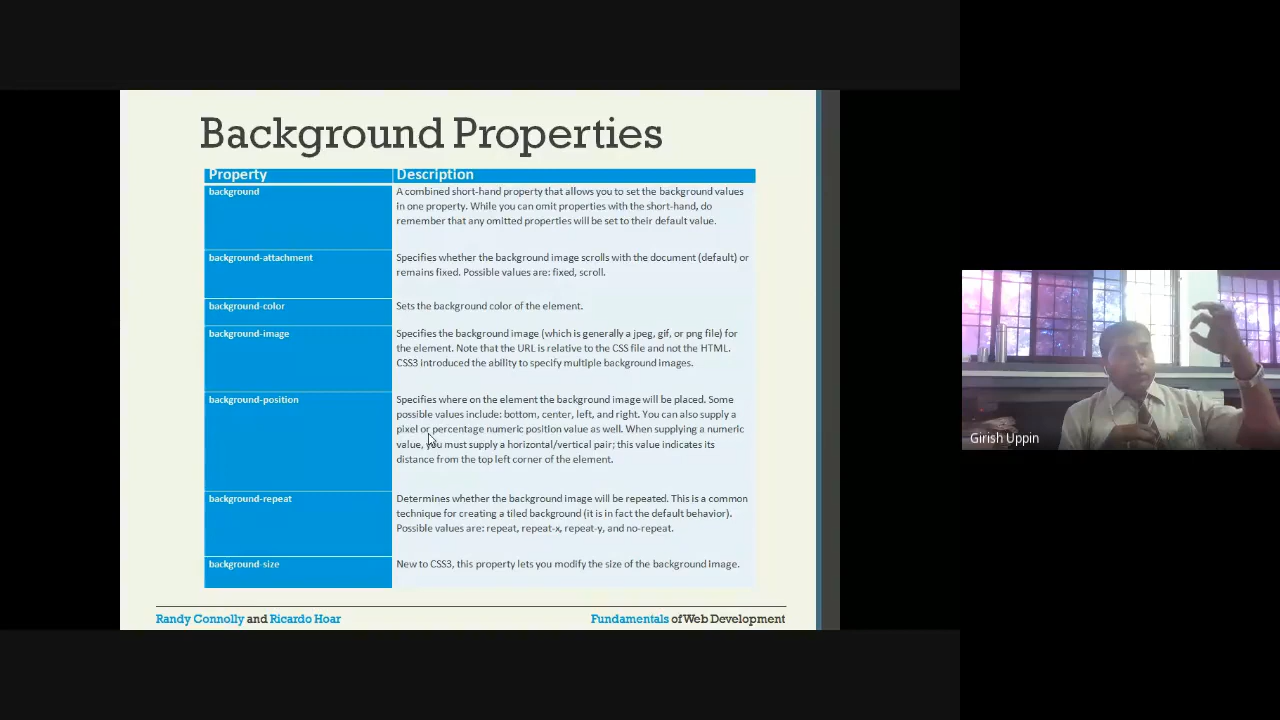 Background Properties
Property Description
background A combined short-hand property that allows you to set the background values
in one property. While you can omit properties with the short-hand, do
remember that any omitted properties will be set to their default value.
background-attachment Specifies whether the background image scrolls with the document (default) or
remains fixed. Possible values are: fixed, scroll.
background-color Sets the background color of the element.
background-image Specifies the background image (which is generally a jpeg, gif, or png file) for
the element. Note that the URL is relative to the CSS file and not the HTML.
CSS3 introduced the ability to specify multiple background images.
background-position Specifies where on the element the background image will be placed. Some
possible values include: bottom, center, left, and right. You can also supply a
pixel or percentage numeric position value as well. When supplying a numeric
value, you must supply a horizontal/vertical pair; this value indicates its
distance from the top left corner of the element.
background-repeat Determines whether the background image will be repeated. This is a common
technique for creating a tiled background (it is in fact the default behavior).
Possible values are: repeat, repeat-x, repeat-y, and no-repeat.
background-size New to CSS3, this property lets you modify the size of the background image.
Randy Connolly and Ricardo Hoar Fundamentals of Web Development
Girish Uppin